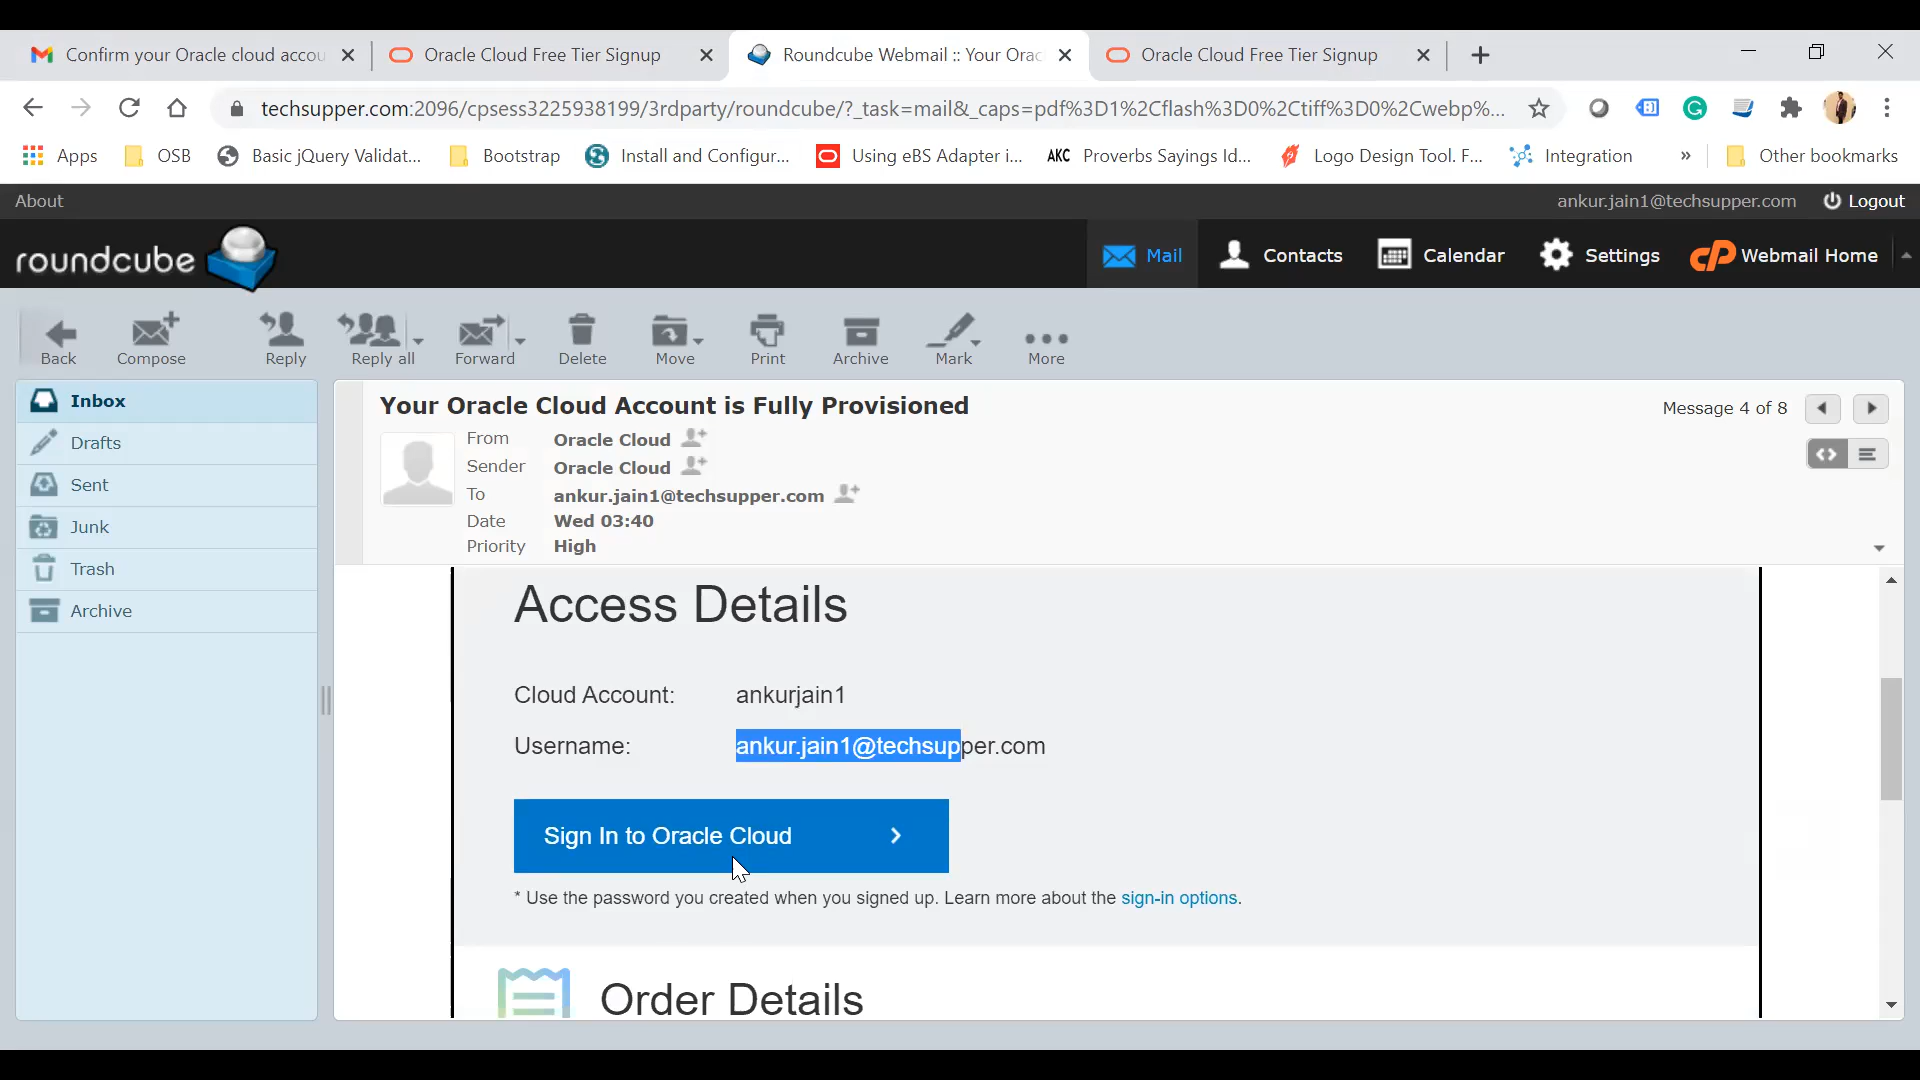 Confirm your Oracle cloud accou
Oracle Cloud Free Tier Signup
Roundcube Webmail :: Your Orac
Oracle Cloud Free Tier Signup
techsupper.com:2096/cpsess3225938199/3rdparty/roundcube/?_task=mail&_caps=pdf%3D1%2Cflash%3D0%2Ctiff%3D0%2Cwebp%...
Apps
OSB
Basic jQuery Validat...
Bootstrap
Install and Configur...
Using eBS Adapter i...
AKC Proverbs Sayings Id...
Logo Design Tool. F...
Integration
»
Other bookmarks
About
ankur.jain1@techsupper.com
Logout
roundcube
Mail
Contacts
Calendar
Settings
cP Webmail Home
Back
Compose
Reply
Reply all
Forward
Delete
Move
Print
Archive
Mark
More
Inbox
Drafts
Sent
Junk
Trash
Archive
Your Oracle Cloud Account is Fully Provisioned
Message 4 of 8
From Oracle Cloud
Sender Oracle Cloud
To ankur.jain1@techsupper.com
Date Wed 03:40
Priority High
Access Details
Cloud Account: ankurjain1
Username: ankur.jain1@techsupper.com
Sign In to Oracle Cloud
* Use the password you created when you signed up. Learn more about the sign-in options.
Order Details